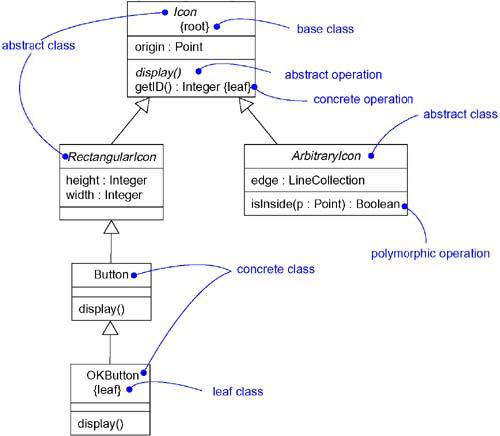 Icon
{root}
base class
abstract class
origin : Point
display()
abstract operation
getID() : Integer {leaf}
concrete operation
abstract class
RectangularIcon
ArbitraryIcon
height : Integer
width : Integer
edge : LineCollection
isInside(p : Point) : Boolean
polymorphic operation
Button
concrete class
display()
OKButton
{leaf}
leaf class
display()